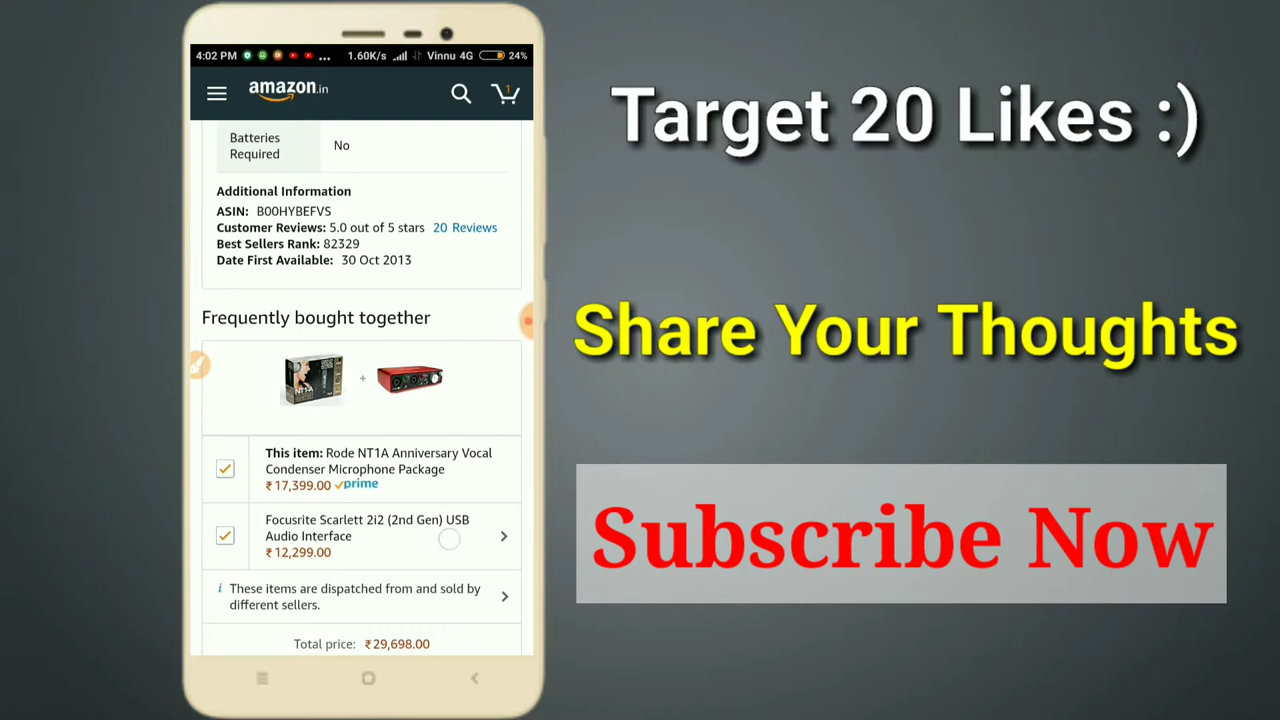 4:02 PM ... 1.60K/s Vinnu 4G 24%
amazon.in
1
Batteries
Required
No
Additional Information
ASIN: B00HYBEFVS
Customer Reviews: 5.0 out of 5 stars 20 Reviews
Best Sellers Rank: 82329
Date First Available: 30 Oct 2013
Frequently bought together
NT1A
+
This item: Rode NT1A Anniversary Vocal
Condenser Microphone Package
₹17,399.00 prime
Focusrite Scarlett 2i2 (2nd Gen) USB
Audio Interface
₹12,299.00
i These items are dispatched from and sold by
different sellers.
Total price: ₹29,698.00
Target 20 Likes :)
Share Your Thoughts
Subscribe Now